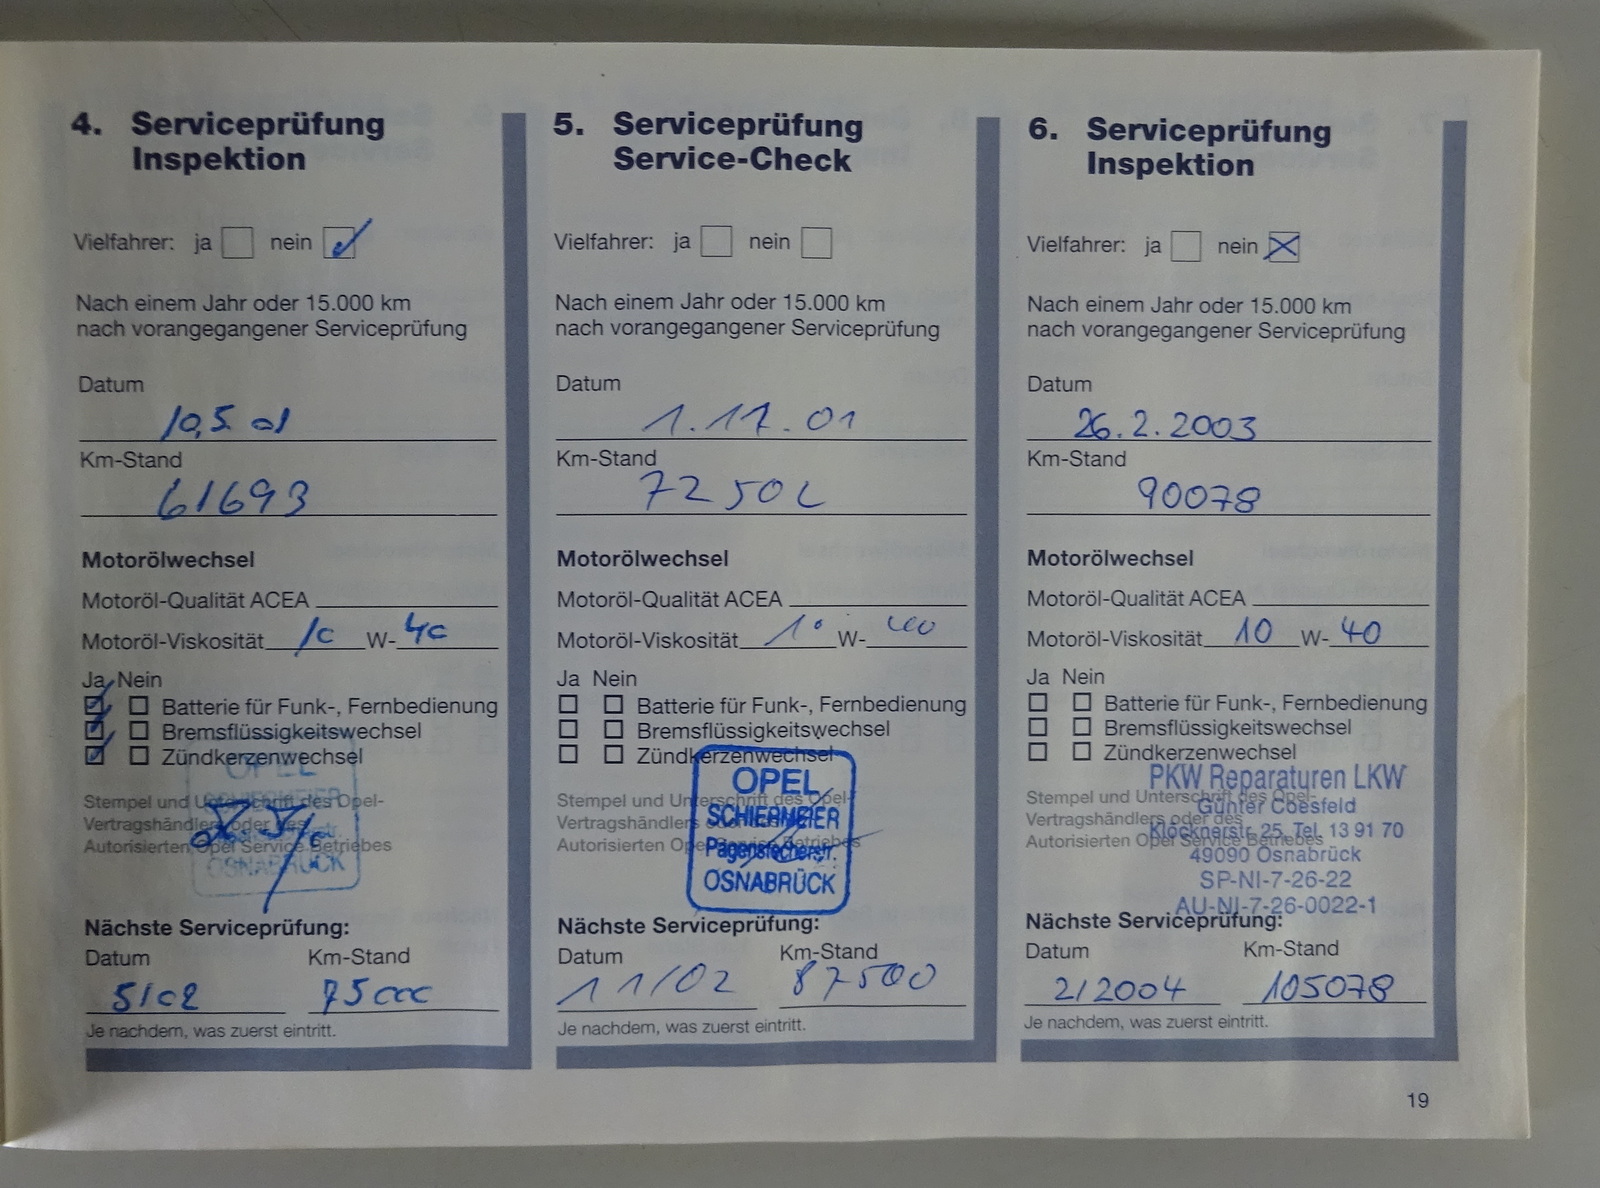 4. Serviceprüfung
Inspektion
Vielfahrer: ja nein
Nach einem Jahr oder 15.000 km
nach vorangegangener Serviceprüfung
Datum
10.5.01
Km-Stand
61693
Motorölwechsel
Motoröl-Qualität ACEA
Motoröl-Viskosität 10 W-40
Ja Nein
Batterie für Funk-, Fernbedienung
Bremsflüssigkeitswechsel
Zündkerzenwechsel
OPEL
Stempel und Unterschrift des Opel-
Vertragshändlers oder des
Autorisierten Opel Service Betriebes
OSNABRÜCK
Nächste Serviceprüfung:
Datum Km-Stand
5/02 75000
Je nachdem, was zuerst eintritt.
5. Serviceprüfung
Service-Check
Vielfahrer: ja nein
Nach einem Jahr oder 15.000 km
nach vorangegangener Serviceprüfung
Datum
1.11.01
Km-Stand
72502
Motorölwechsel
Motoröl-Qualität ACEA
Motoröl-Viskosität 10 W-40
Ja Nein
Batterie für Funk-, Fernbedienung
Bremsflüssigkeitswechsel
Zündkerzenwechsel
Stempel und Unterschrift des Opel-
Vertragshändlers oder des
Autorisierten Opel Service Betriebes
OPEL
SCHIERMEIER
Pagenstecherstr.
OSNABRÜCK
Nächste Serviceprüfung:
Datum Km-Stand
11/02 87500
Je nachdem, was zuerst eintritt.
6. Serviceprüfung
Inspektion
Vielfahrer: ja nein
Nach einem Jahr oder 15.000 km
nach vorangegangener Serviceprüfung
Datum
26.2.2003
Km-Stand
90078
Motorölwechsel
Motoröl-Qualität ACEA
Motoröl-Viskosität 10 W-40
Ja Nein
Batterie für Funk-, Fernbedienung
Bremsflüssigkeitswechsel
Zündkerzenwechsel
Stempel und Unterschrift des Opel-
Vertragshändlers oder des
Autorisierten Opel Service Betriebes
PKW Reparaturen LKW
Günter Coesfeld
Klöcknerstr. 25, Tel. 13 91 70
49090 Osnabrück
SP-NI-7-26-22
AU-NI-7-26-0022-1
Nächste Serviceprüfung:
Datum Km-Stand
2/2004 105078
Je nachdem, was zuerst eintritt.
19